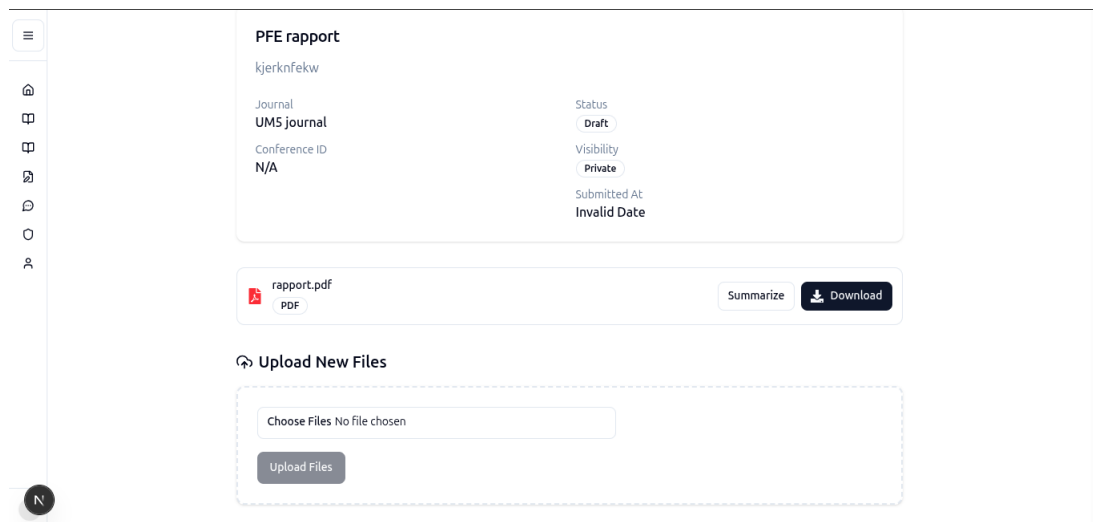 PFE rapport
kjerknfekw
Journal
UM5 journal
Conference ID
N/A
Status
Draft
Visibility
Private
Submitted At
Invalid Date
rapport.pdf
PDF
Summarize
Download
Upload New Files
Choose Files No file chosen
Upload Files
N